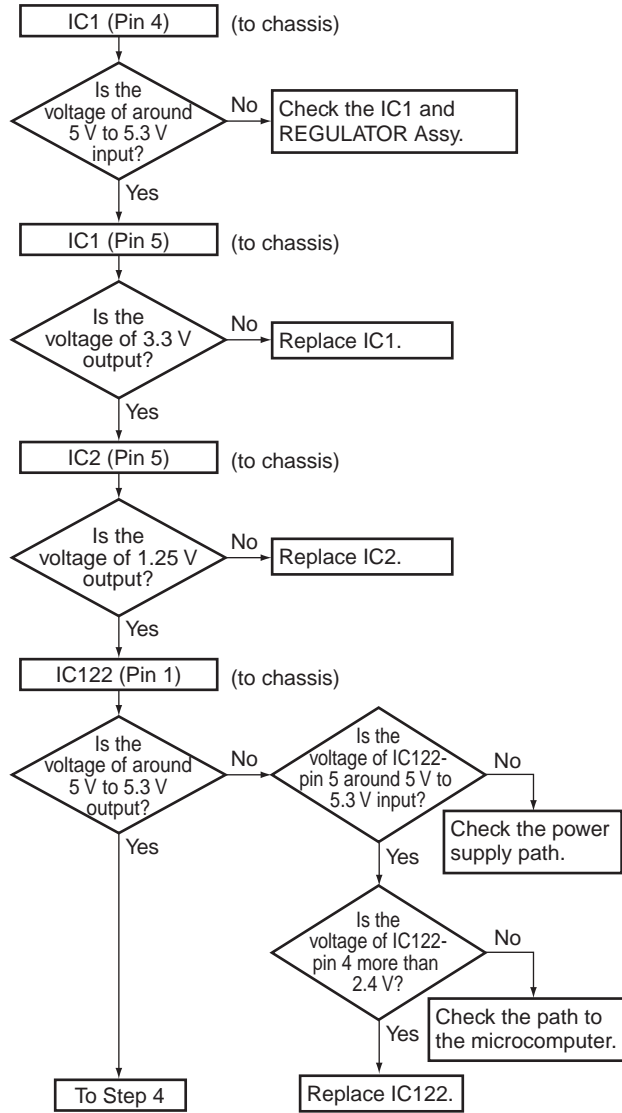 IC1 (Pin 4) (to chassis)
Is the
voltage of around
5 V to 5.3 V
input?
No
Check the IC1 and
REGULATOR Assy.
Yes
IC1 (Pin 5) (to chassis)
Is the
voltage of 3.3 V
output?
No
Replace IC1.
Yes
IC2 (Pin 5) (to chassis)
Is the
voltage of 1.25 V
output?
No
Replace IC2.
Yes
IC122 (Pin 1) (to chassis)
Is the
voltage of around
5 V to 5.3 V
output?
No
Is the
voltage of IC122-
pin 5 around 5 V to
5.3 V input?
No
Check the power
supply path.
Yes
Yes
Is the
voltage of IC122-
pin 4 more than
2.4 V?
No
Check the path to
the microcomputer.
Yes
To Step 4
Replace IC122.